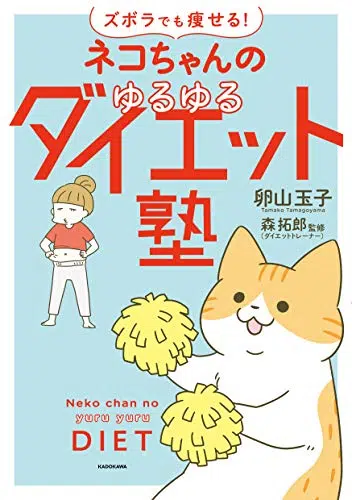 ズボラでも痩せる!
ネコちゃんの
ゆるゆる
ダイエット
塾
卵山玉子
Tamako Tamagoyama
森拓郎監修
(ダイエットトレーナー)
Neko chan no
yuru yuru
DIET
KADOKAWA